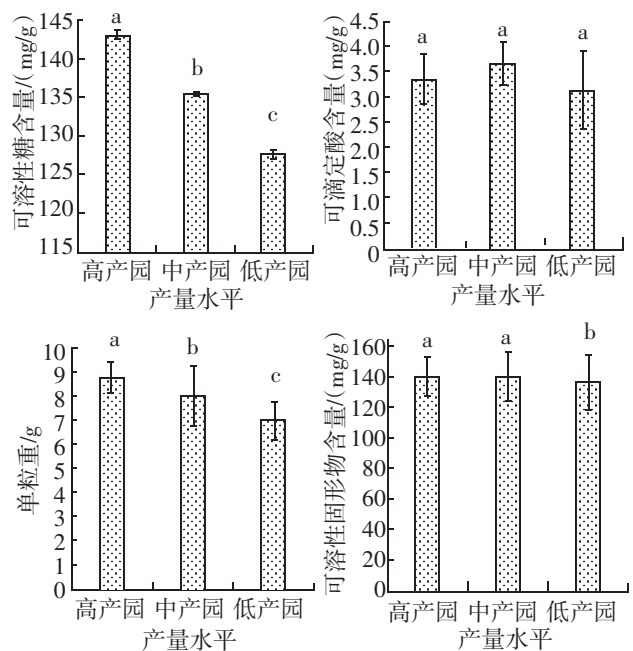 可溶性糖含量/(mg/g)
145
140
135
130
125
120
115
a
b
c
高产园 中产园 低产园
产量水平
可滴定酸含量(mg/g)
4.5
4.0
3.5
3.0
2.5
2.0
1.5
1.0
0.5
0
a
a
a
高产园 中产园 低产园
产量水平
单粒重/g
10
9
8
7
6
5
4
3
2
1
0
a
b
c
高产园 中产园 低产园
产量水平
可溶性固形物含量/(mg/g)
160
140
120
100
80
60
40
20
0
a
a
b
高产园 中产园 低产园
产量水平